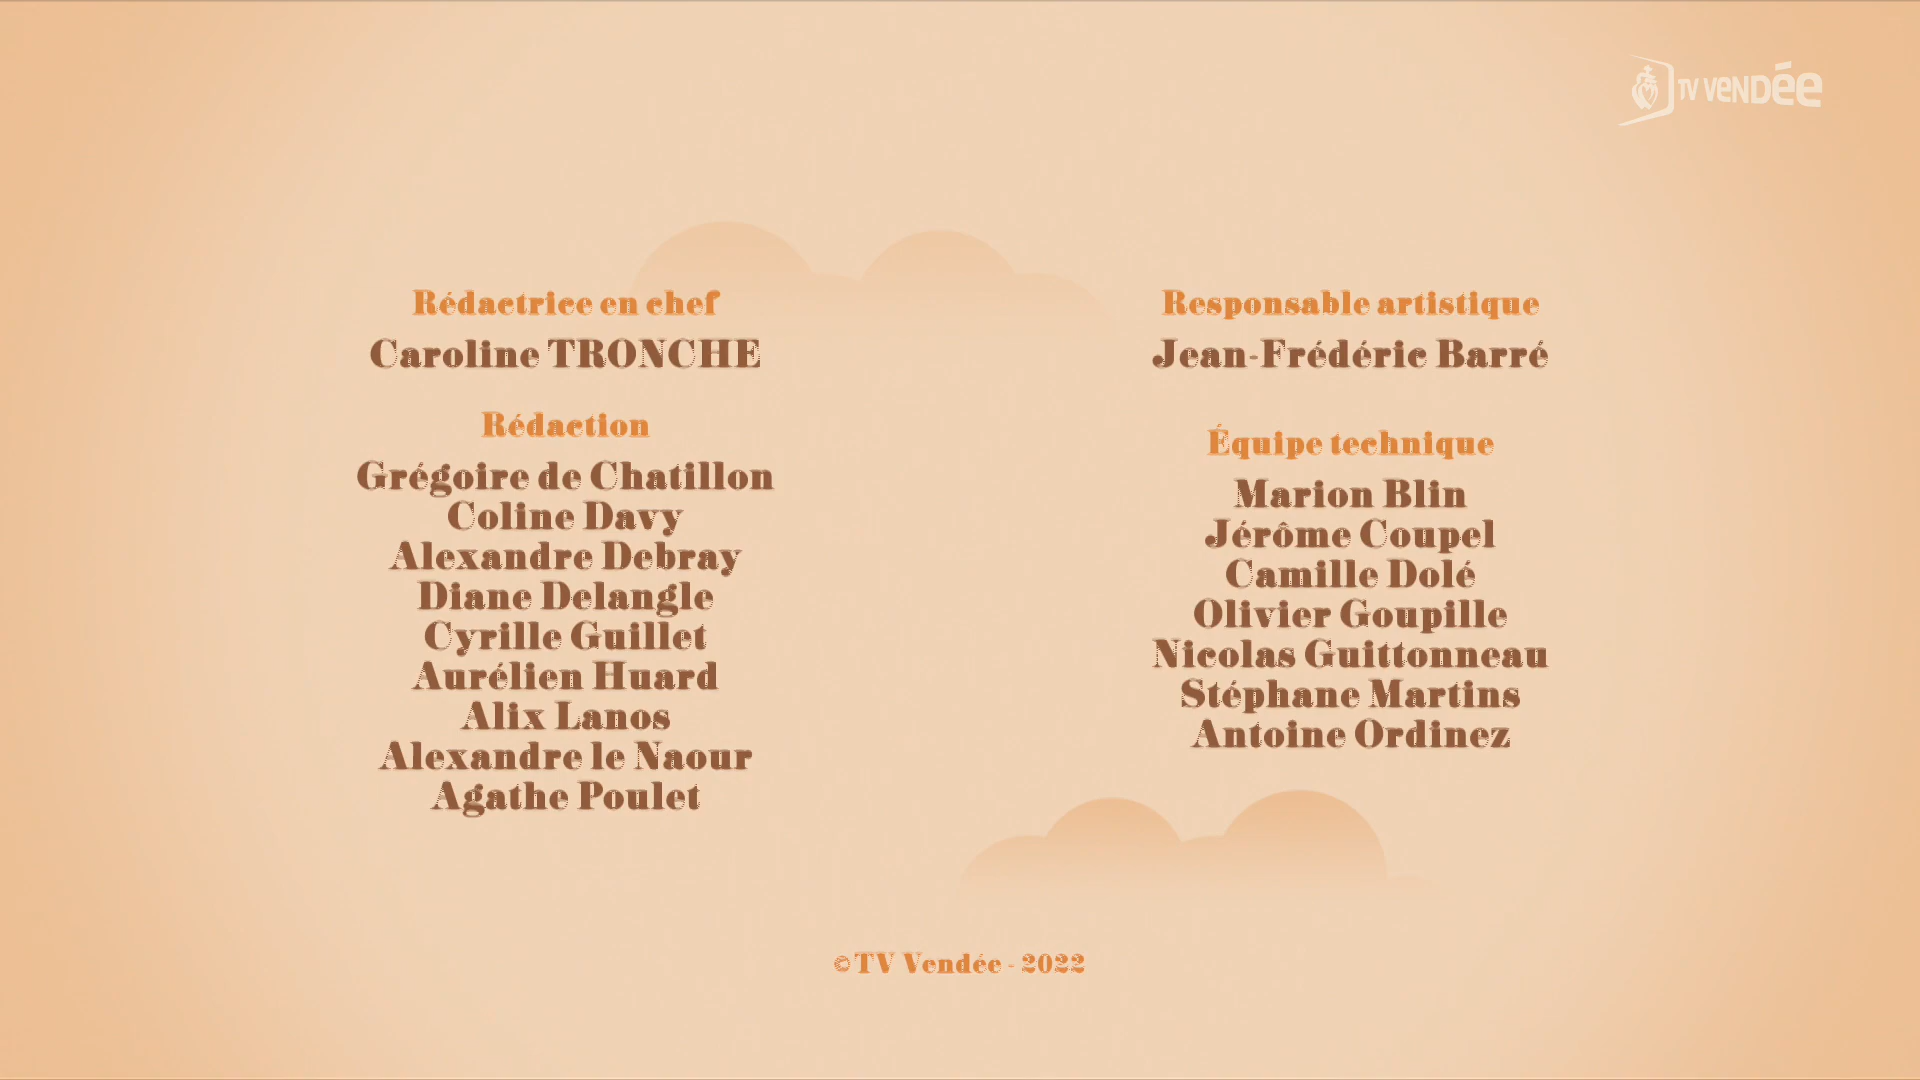 TV VENDÉE
Rédactrice en chef
Caroline TRONCHE
Rédaction
Grégoire de Chatillon
Coline Davy
Alexandre Debray
Diane Delangle
Cyrille Guillet
Aurélien Huard
Alix Lanos
Alexandre le Naour
Agathe Poulet
Responsable artistique
Jean-Frédéric Barré
Équipe technique
Marion Blin
Jérôme Coupel
Camille Dolé
Olivier Goupille
Nicolas Guittonneau
Stéphane Martins
Antoine Ordinez
©TV Vendée - 2022